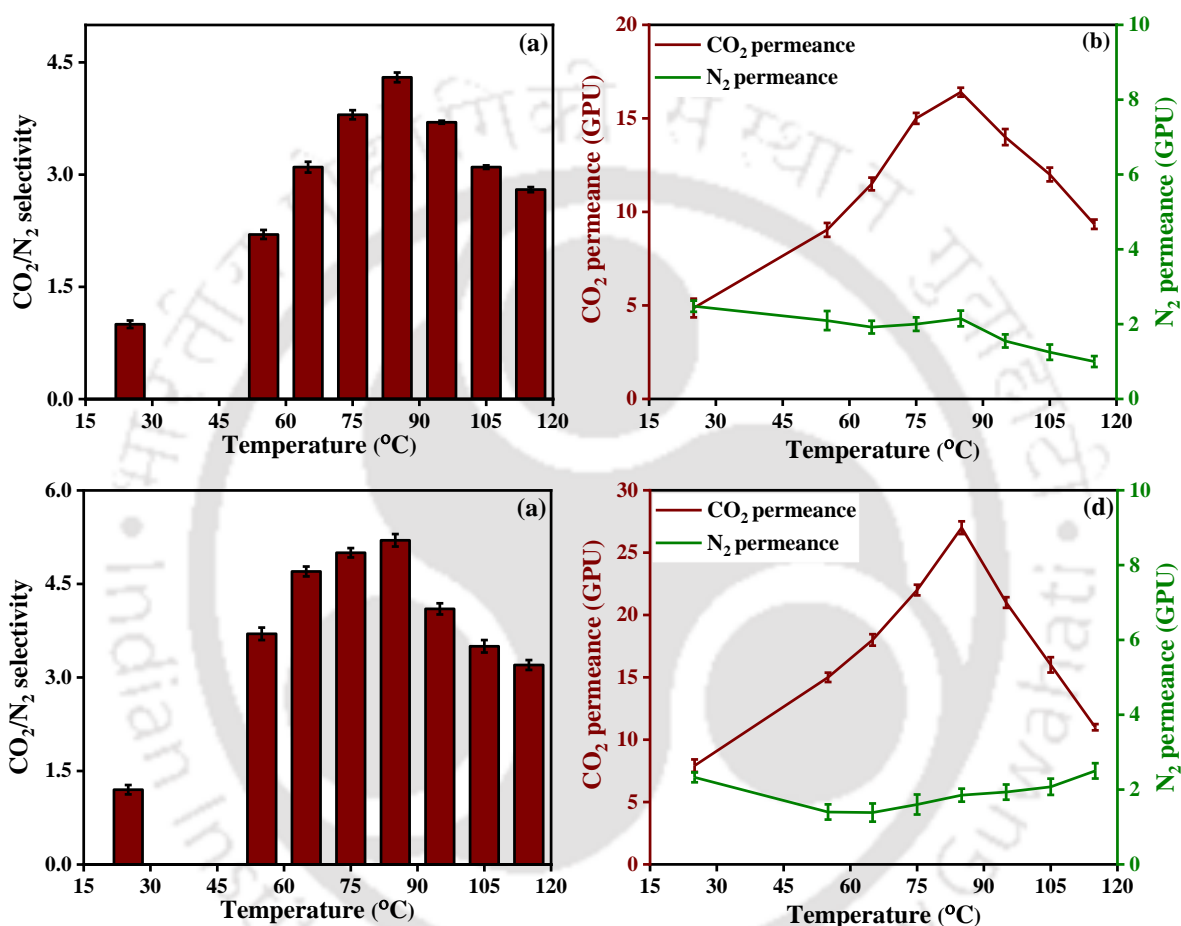 (a)
4.5
3.0
1.5
0.0
CO₂/N₂ selectivity
15 30 45 60 75 90 105 120
Temperature (°C)
(b)
CO₂ permeance
N₂ permeance
20
15
10
5
0
CO₂ permeance (GPU)
10
8
6
4
2
0
N₂ permeance (GPU)
15 30 45 60 75 90 105 120
Temperature (°C)
(a)
6.0
4.5
3.0
1.5
0.0
CO₂/N₂ selectivity
15 30 45 60 75 90 105 120
Temperature (°C)
(d)
CO₂ permeance
N₂ permeance
30
25
20
15
10
5
0
CO₂ permeance (GPU)
10
8
6
4
2
0
N₂ permeance (GPU)
15 30 45 60 75 90 105 120
Temperature (°C)
Indian Ins
Guwahati